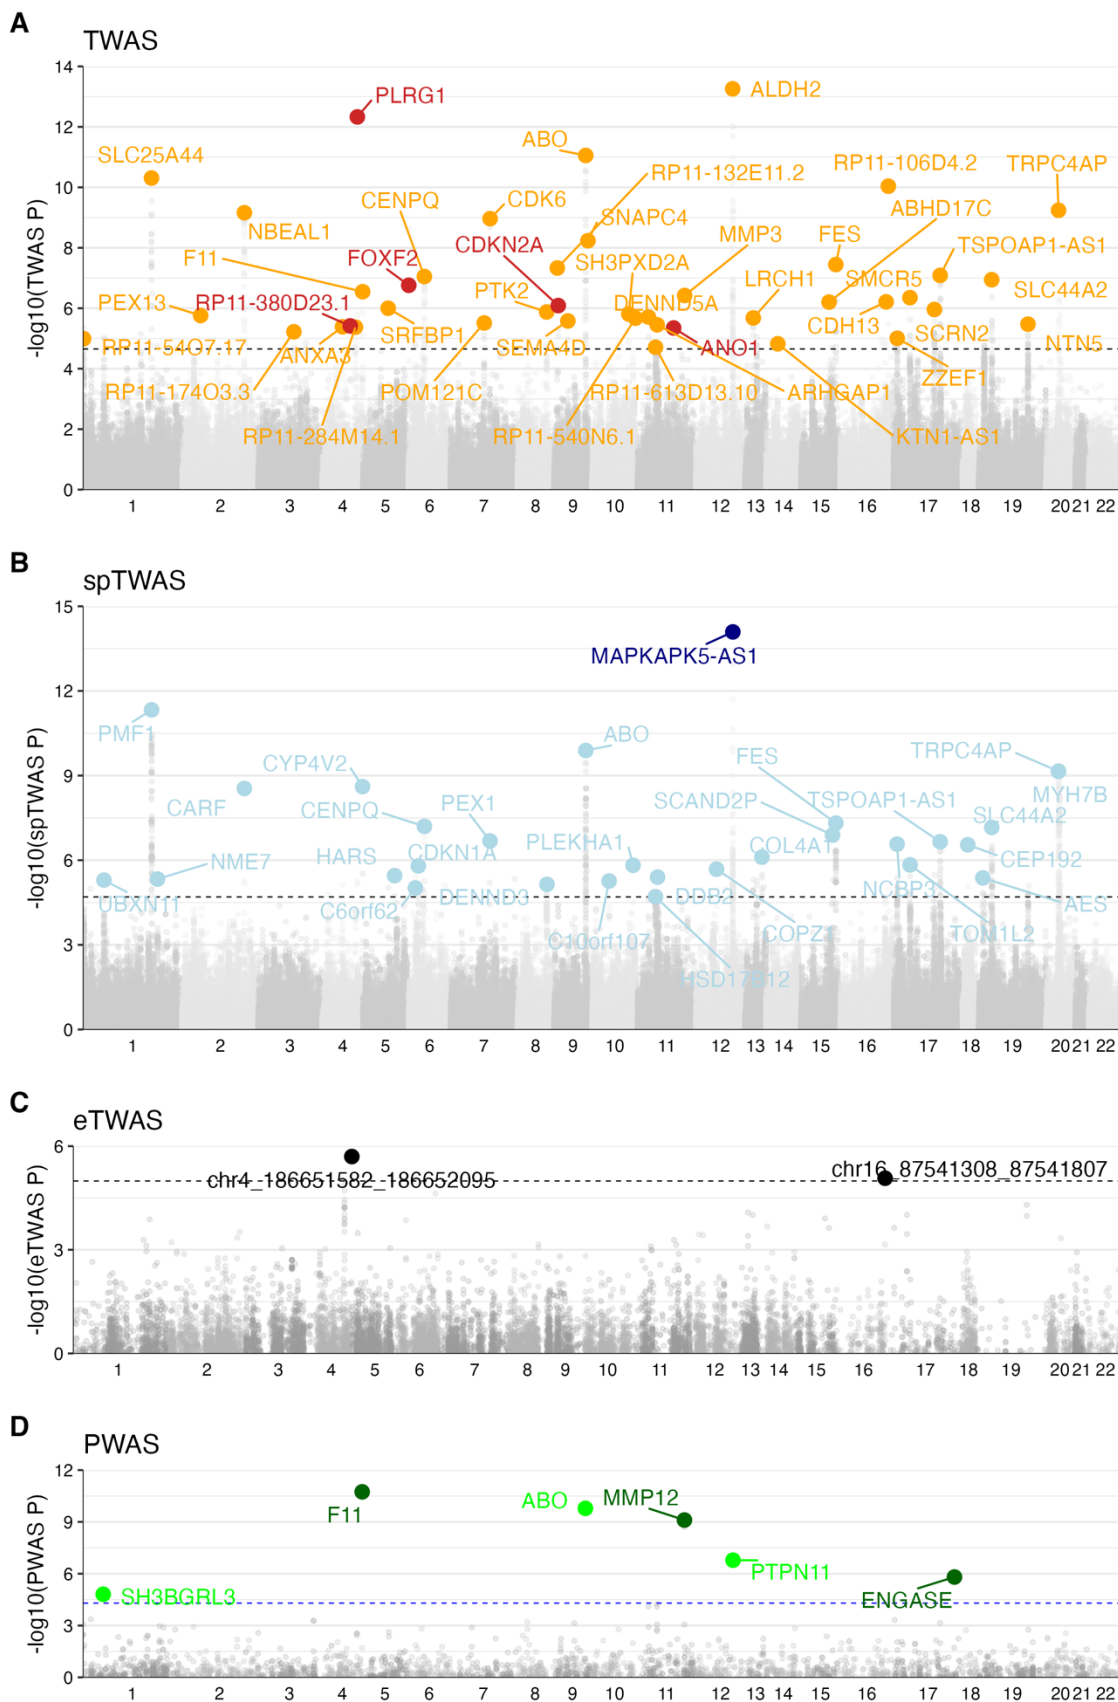 A
TWAS
-log10(TWAS P)
14
12
10
8
6
4
2
0
PLRG1
ALDH2
SLC25A44
ABO
RP11-132E11.2
RP11-106D4.2
TRPC4AP
CENPQ
CDK6
SNAPC4
ABHD17C
NBEAL1
F11
FOXF2
CDKN2A
SH3PXD2A
MMP3
FES
TSPOAP1-AS1
PEX13
RP11-380D23.1
PTK2
DENND5A
LRCH1
SMCR5
SLC44A2
RP11-54O7.17
ANXA3
SRFBP1
SEMA4D
ANO1
CDH13
SCRN2
NTN5
RP11-174O3.3
POM121C
RP11-613D13.10
ARHGAP1
ZZEF1
RP11-284M14.1
RP11-540N6.1
KTN1-AS1
1 2 3 4 5 6 7 8 9 10 11 12 13 14 15 16 17 18 19 20 21 22
B
spTWAS
-log10(spTWAS P)
15
12
9
6
3
0
MAPKAPK5-AS1
PMF1
ABO
CYP4V2
FES
TRPC4AP
CARF
CENPQ
PEX1
SCAND2P
TSPOAP1-AS1
MYH7B
SLC44A2
NME7
HARS
CDKN1A
PLEKHA1
COL4A1
CEP192
UBXN11
C6orf62
DENND3
DDB2
NCBP3
AES
C10orf107
COPZ1
TOM1L2
HSD17B12
1 2 3 4 5 6 7 8 9 10 11 12 13 14 15 16 17 18 19 20 21 22
C
eTWAS
-log10(eTWAS P)
6
3
0
chr4_186651582_186652095
chr16_87541308_87541807
1 2 3 4 5 6 7 8 9 10 11 12 13 14 15 16 17 18 19 20 21 22
D
PWAS
-log10(PWAS P)
12
9
6
3
0
F11
ABO
MMP12
PTPN11
SH3BGRL3
ENGASE
1 2 3 4 5 6 7 8 9 10 11 12 13 14 15 16 17 18 19 20 21 22